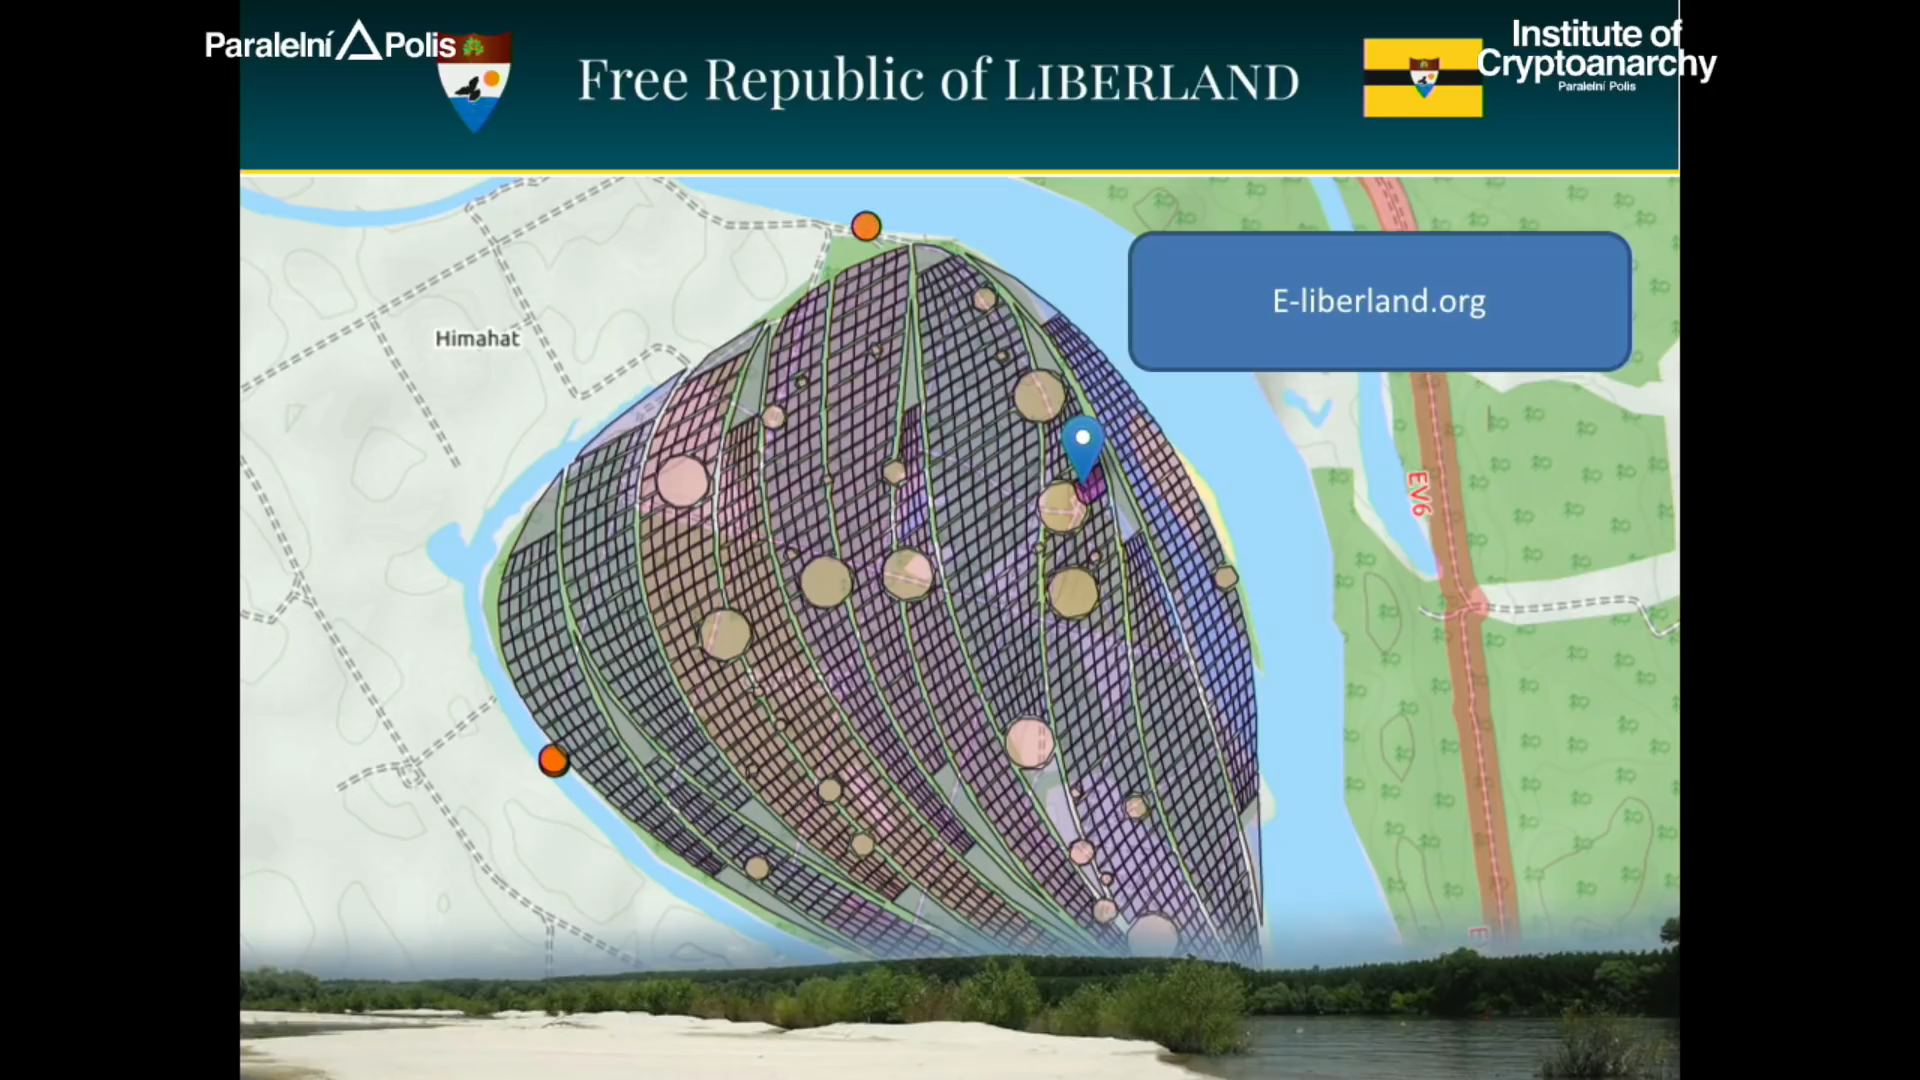 Paralelní Polis
Free Republic of LIBERLAND
Institute of
Cryptoanarchy
Paralelní Polis
E-liberland.org
Himahat
EV6